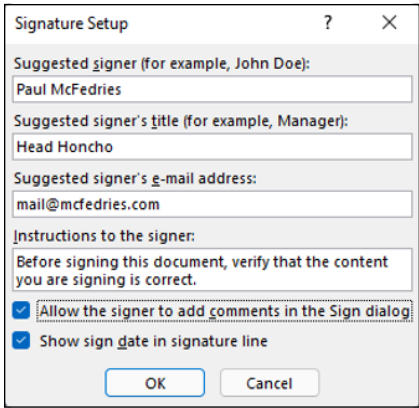 Signature Setup ?
Suggested signer (for example, John Doe):
Paul McFedries
Suggested signer's title (for example, Manager):
Head Honcho
Suggested signer's e-mail address:
mail@mcfedries.com
Instructions to the signer:
Before signing this document, verify that the content
you are signing is correct.
Allow the signer to add comments in the Sign dialog
Show sign date in signature line
OK Cancel